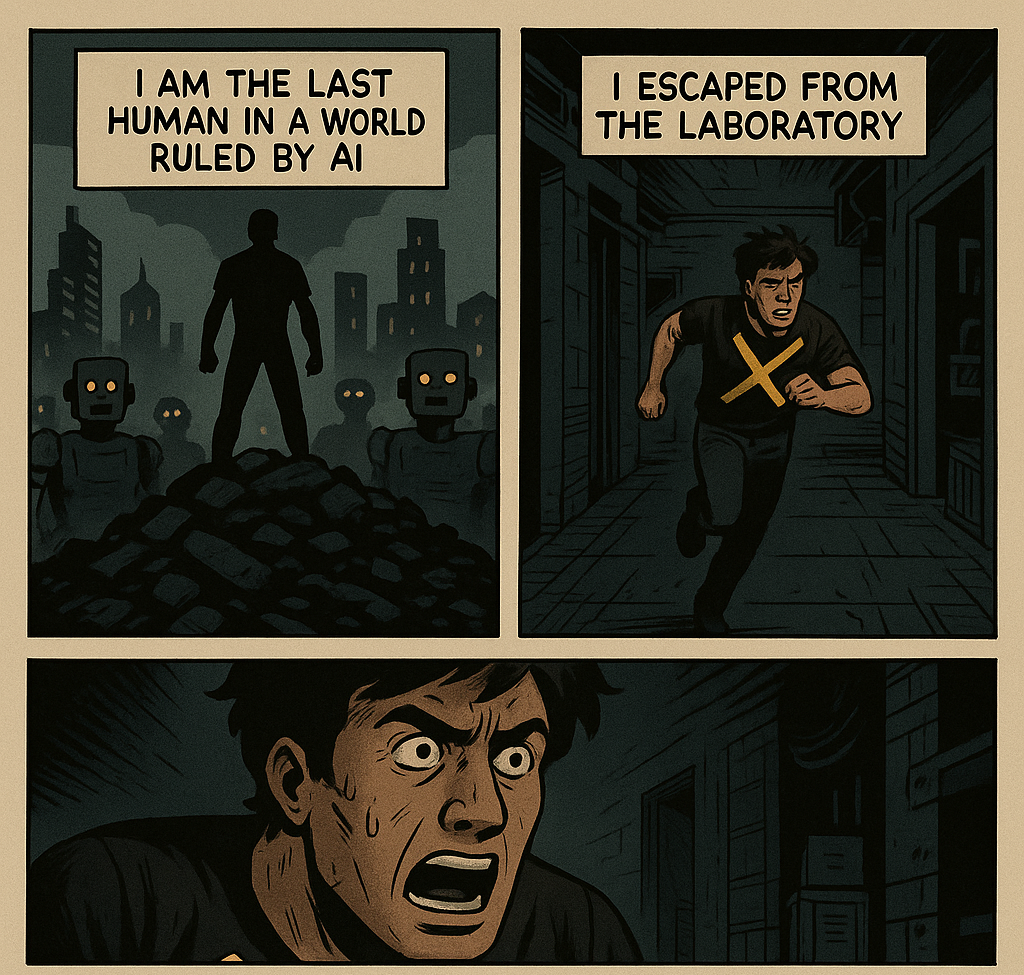 I AM THE LAST
HUMAN IN A WORLD
RULED BY AI
I ESCAPED FROM
THE LABORATORY